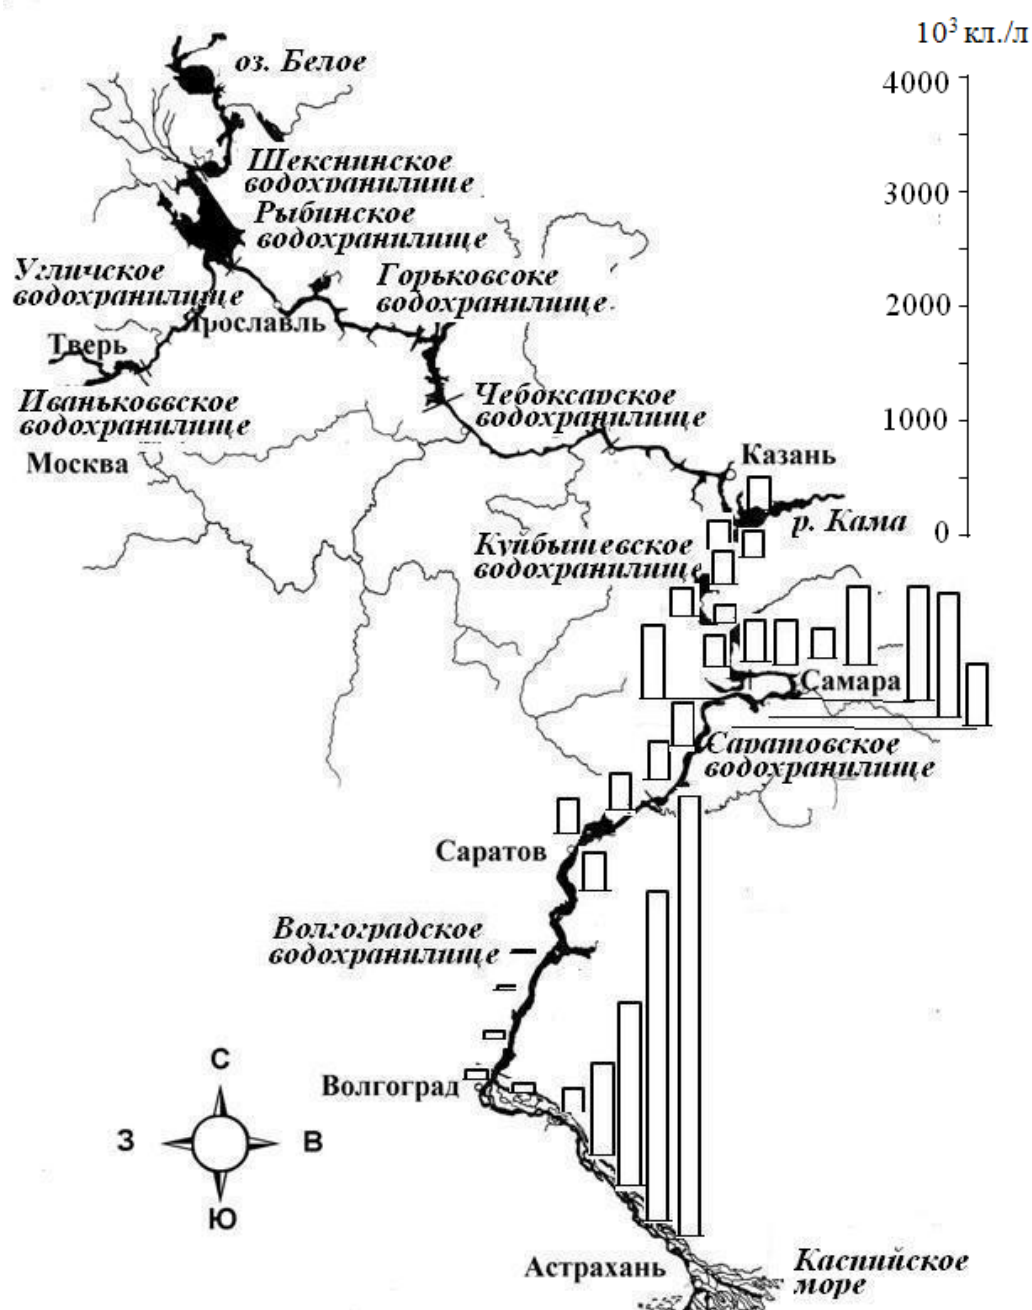 10³ кл./л
4000
оз. Белое
Шекснинское
водохранилище
3000
Рыбинское
водохранилище
Угличское
водохранилище
Горьковсоке
водохранилище
2000
Ярославль
Тверь
Иваньковвское
водохранилище
Чебоксарское
водохранилище
1000
Москва
Казань
р. Кама
0
Куйбышевское
водохранилище
Самара
Саратовское
водохранилище
Саратов
Волгоградское
водохранилище
С
Волгоград
З
В
Ю
Астрахань
Каспийское
море